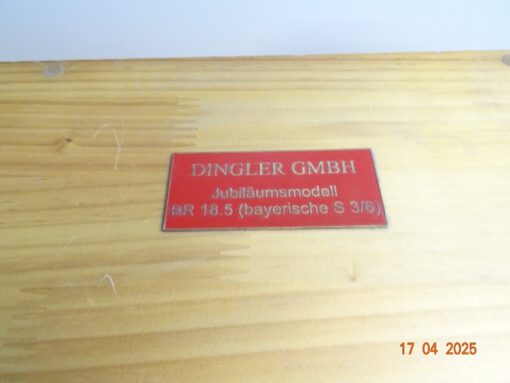 DINGLER GMBH
Jubiläumsmodell
BR 18.5 (bayerische S 3/6)
17 04 2025